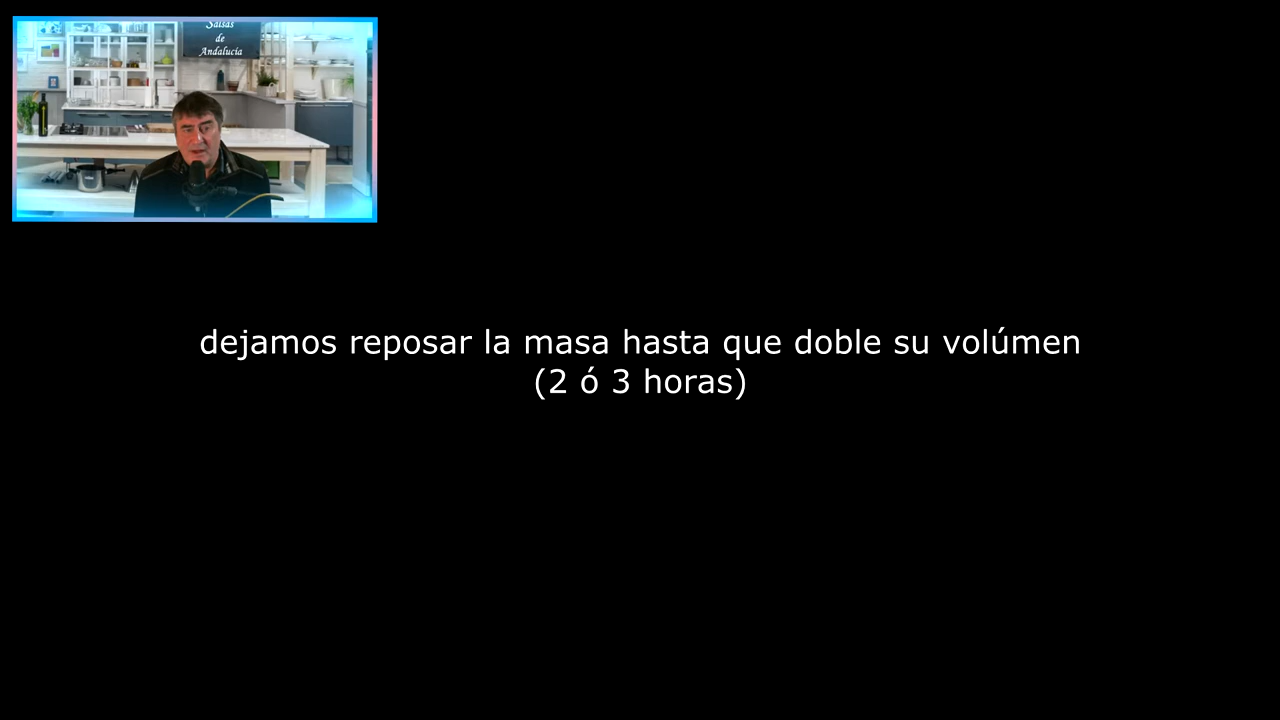 Salsas
de
Andalucía
dejamos reposar la masa hasta que doble su volúmen
(2 ó 3 horas)